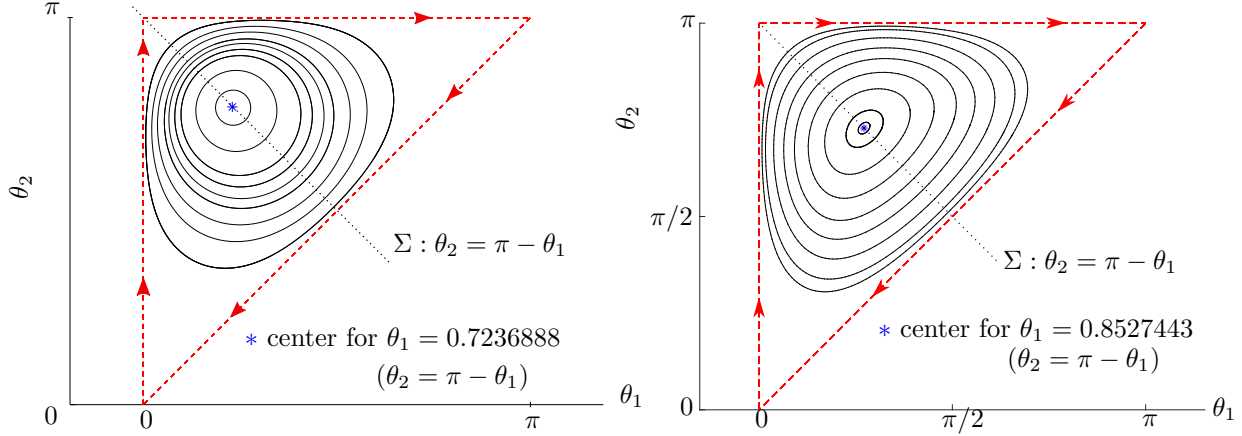 π
θ₂
Σ : θ₂ = π − θ₁
* center for θ₁ = 0.7236888
(θ₂ = π − θ₁)
0
0
π
θ₁
π
θ₂
π/2
Σ : θ₂ = π − θ₁
* center for θ₁ = 0.8527443
(θ₂ = π − θ₁)
0
0
π/2
π
θ₁